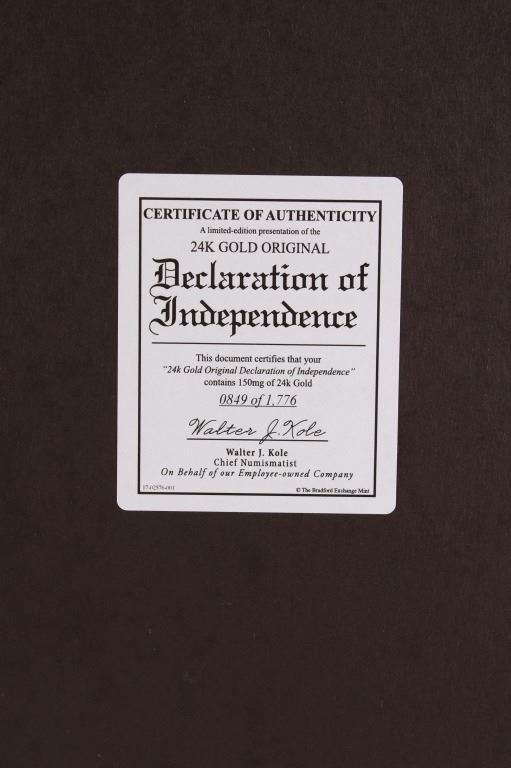 CERTIFICATE OF AUTHENTICITY
A limited-edition presentation of the
24K GOLD ORIGINAL
Declaration of
Independence
This document certifies that your
"24k Gold Original Declaration of Independence"
contains 150mg of 24k Gold
0849 of 1,776
Walter J. Kole
Walter J. Kole
Chief Numismatist
On Behalf of our Employee-owned Company
© The Bradford Exchange Mint